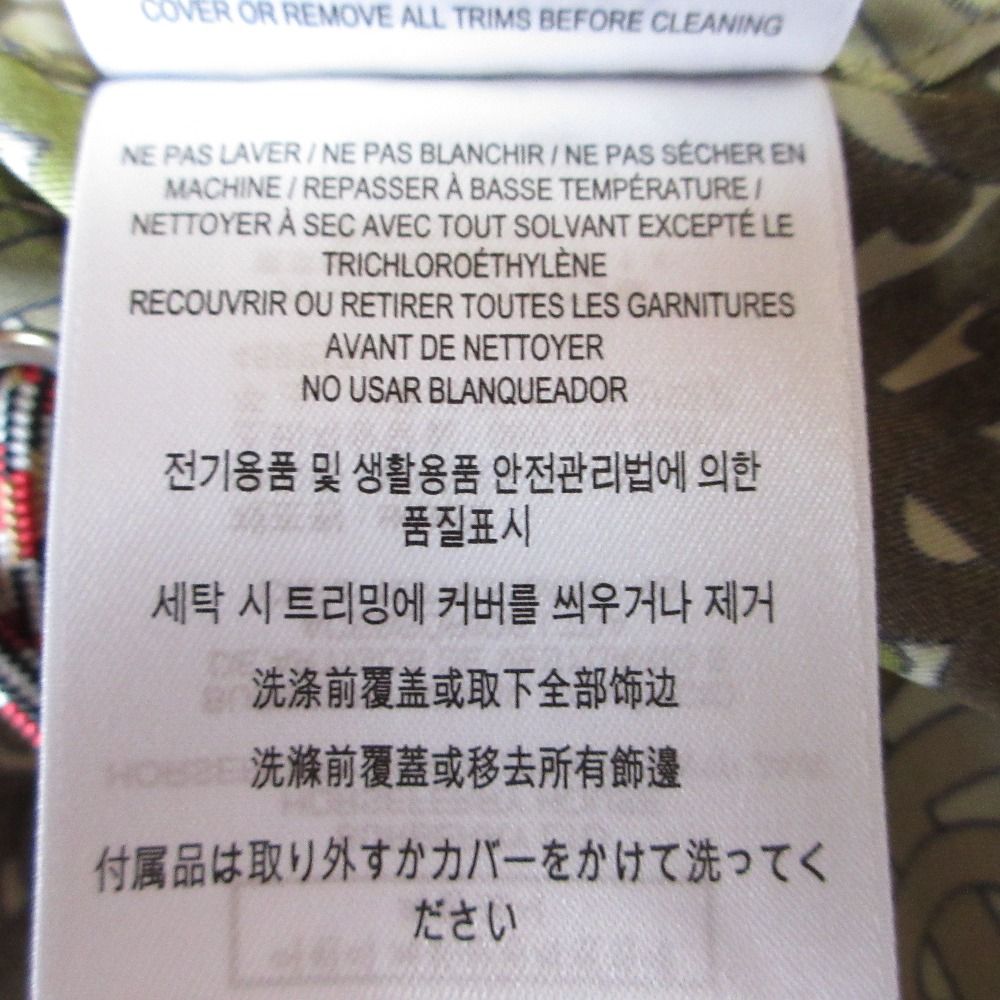 COVER OR REMOVE ALL TRIMS BEFORE CLEANING
NE PAS LAVER / NE PAS BLANCHIR / NE PAS SÉCHER EN
MACHINE / REPASSER À BASSE TEMPÉRATURE /
NETTOYER À SEC AVEC TOUT SOLVANT EXCEPTÉ LE
TRICHLOROÉTHYLÈNE
RECOUVRIR OU RETIRER TOUTES LES GARNITURES
AVANT DE NETTOYER
NO USAR BLANQUEADOR
전기용품 및 생활용품 안전관리법에 의한
품질표시
세탁 시 트리밍에 커버를 씌우거나 제거
洗涤前覆盖或取下全部饰边
洗滌前覆蓋或移去所有飾邊
付属品は取り外すかカバーをかけて洗ってく
ださい